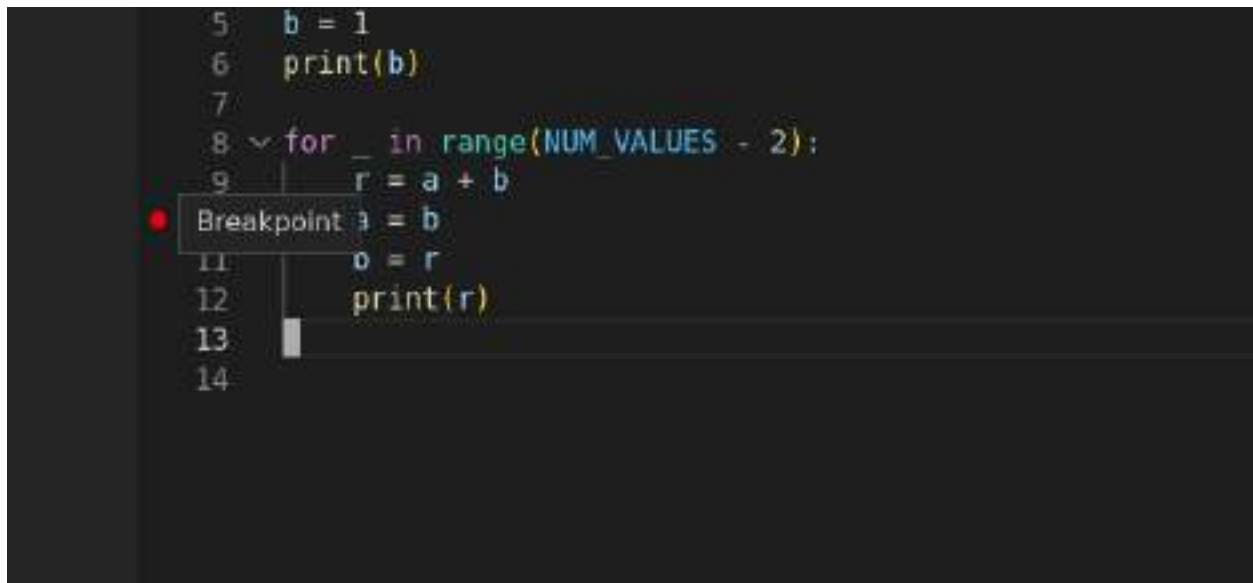 5 b = 1
6 print(b)
7
8 for _ in range(NUM_VALUES - 2):
9 r = a + b
Breakpoint a = b
11 b = r
12 print(r)
13
14